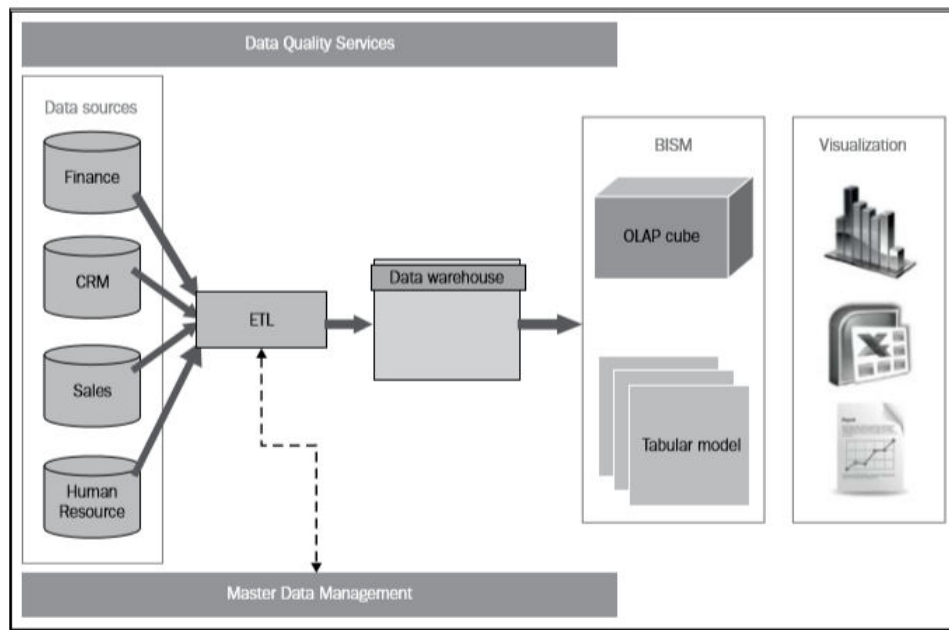 Data Quality Services
Data sources
Finance
CRM
Sales
Human
Resource
ETL
Data warehouse
BISM
OLAP cube
Tabular model
Visualization
Master Data Management